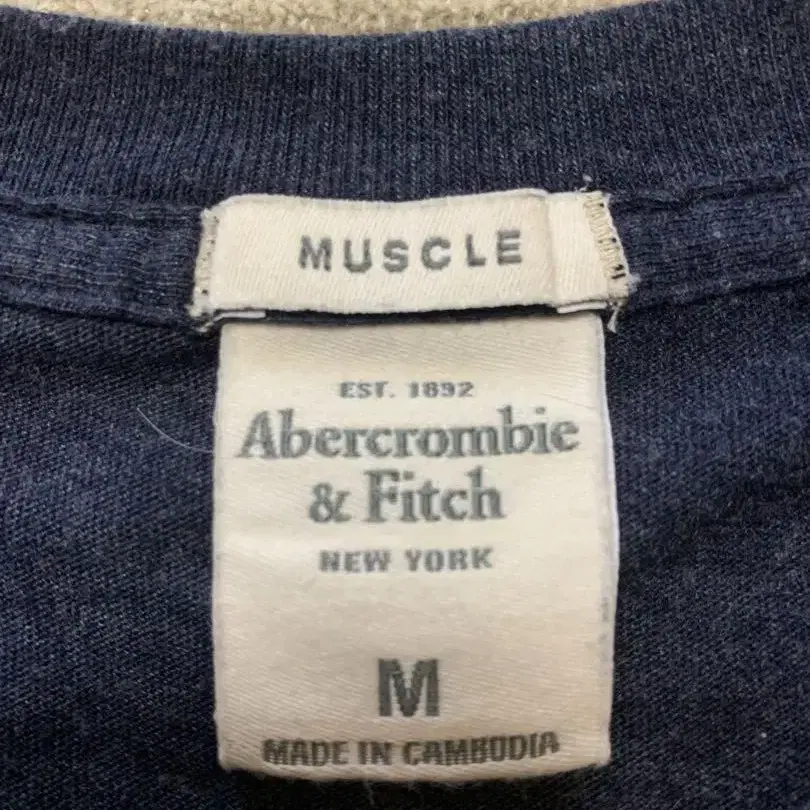 MUSCLE
EST. 1892
Abercrombie
& Fitch
NEW YORK
M
MADE IN CAMBODIA